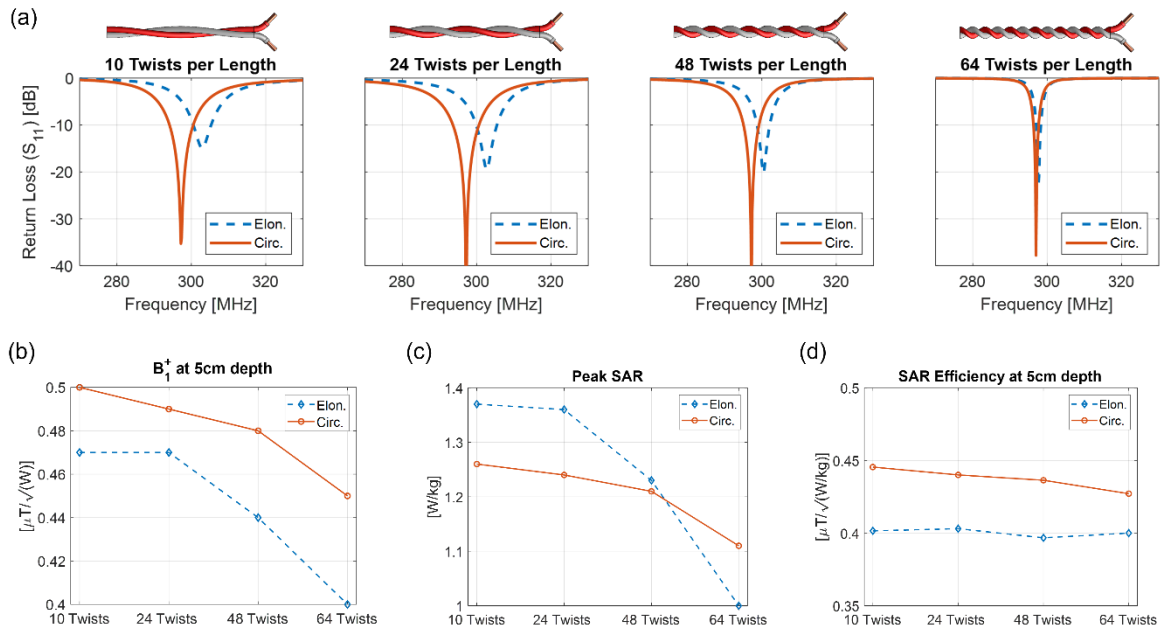 (a)
10 Twists per Length
24 Twists per Length
48 Twists per Length
64 Twists per Length
Return Loss (S₁₁) [dB]
0
-10
-20
-30
-40
Elon.
Circ.
280
300
320
Frequency [MHz]
Elon.
Circ.
280
300
320
Frequency [MHz]
Elon.
Circ.
280
300
320
Frequency [MHz]
Elon.
Circ.
280
300
320
Frequency [MHz]
(b)
B₁⁺ at 5cm depth
[μT/√(W)]
0.5
0.48
0.46
0.44
0.42
0.4
Elon.
Circ.
10 Twists
24 Twists
48 Twists
64 Twists
(c)
Peak SAR
[W/kg]
1.4
1.3
1.2
1.1
1
Elon.
Circ.
10 Twists
24 Twists
48 Twists
64 Twists
(d)
SAR Efficiency at 5cm depth
[μT/√(W/kg)]
0.5
0.45
0.4
0.35
Elon.
Circ.
10 Twists
24 Twists
48 Twists
64 Twists